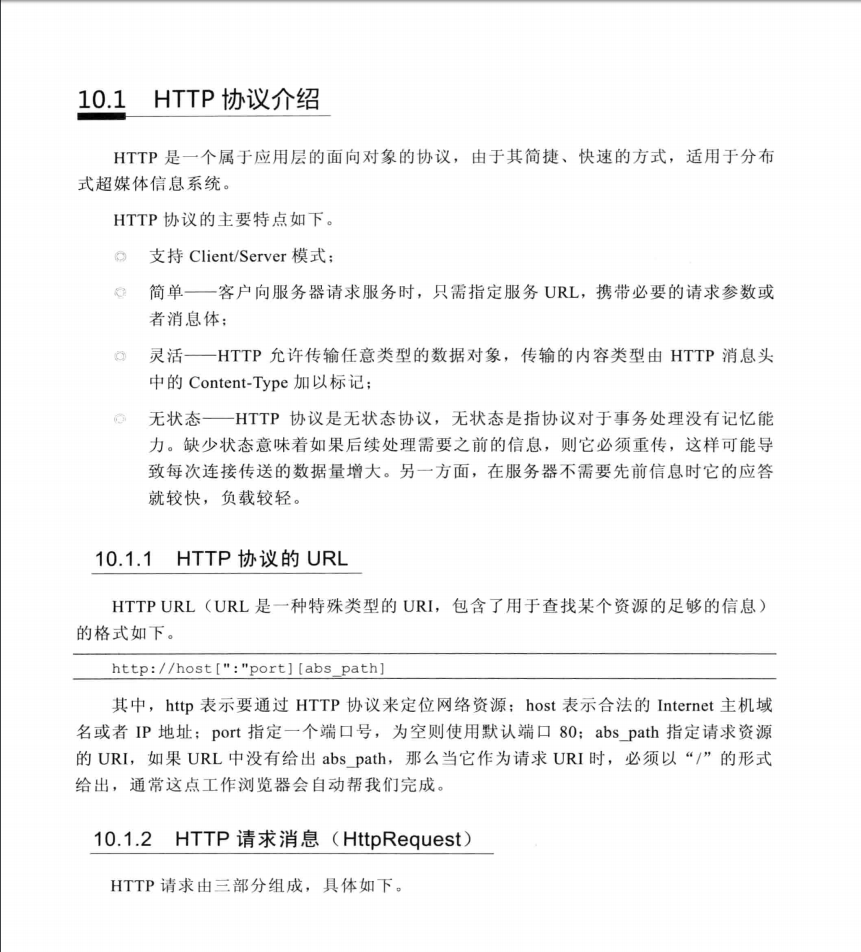 10.1 HTTP 协议介绍
HTTP 是一个属于应用层的面向对象的协议，由于其简捷、快速的方式，适用于分布
式超媒体信息系统。
HTTP 协议的主要特点如下。
支持 Client/Server 模式；
简单——客户向服务器请求服务时，只需指定服务 URL，携带必要的请求参数或
者消息体；
灵活——HTTP 允许传输任意类型的数据对象，传输的内容类型由 HTTP 消息头
中的 Content-Type 加以标记；
无状态——HTTP 协议是无状态协议，无状态是指协议对于事务处理没有记忆能
力。缺少状态意味着如果后续处理需要之前的信息，则它必须重传，这样可能导
致每次连接传送的数据量增大。另一方面，在服务器不需要先前信息时它的应答
就较快，负载较轻。
10.1.1 HTTP 协议的 URL
HTTP URL（URL 是一种特殊类型的 URI，包含了用于查找某个资源的足够的信息）
的格式如下。
http://host[":"port][abs_path]
其中，http 表示要通过 HTTP 协议来定位网络资源；host 表示合法的 Internet 主机域
名或者 IP 地址；port 指定一个端口号，为空则使用默认端口 80；abs_path 指定请求资源
的 URI，如果 URL 中没有给出 abs_path，那么当它作为请求 URI 时，必须以“/”的形式
给出，通常这点工作浏览器会自动帮我们完成。
10.1.2 HTTP 请求消息（HttpRequest）
HTTP 请求由三部分组成，具体如下。